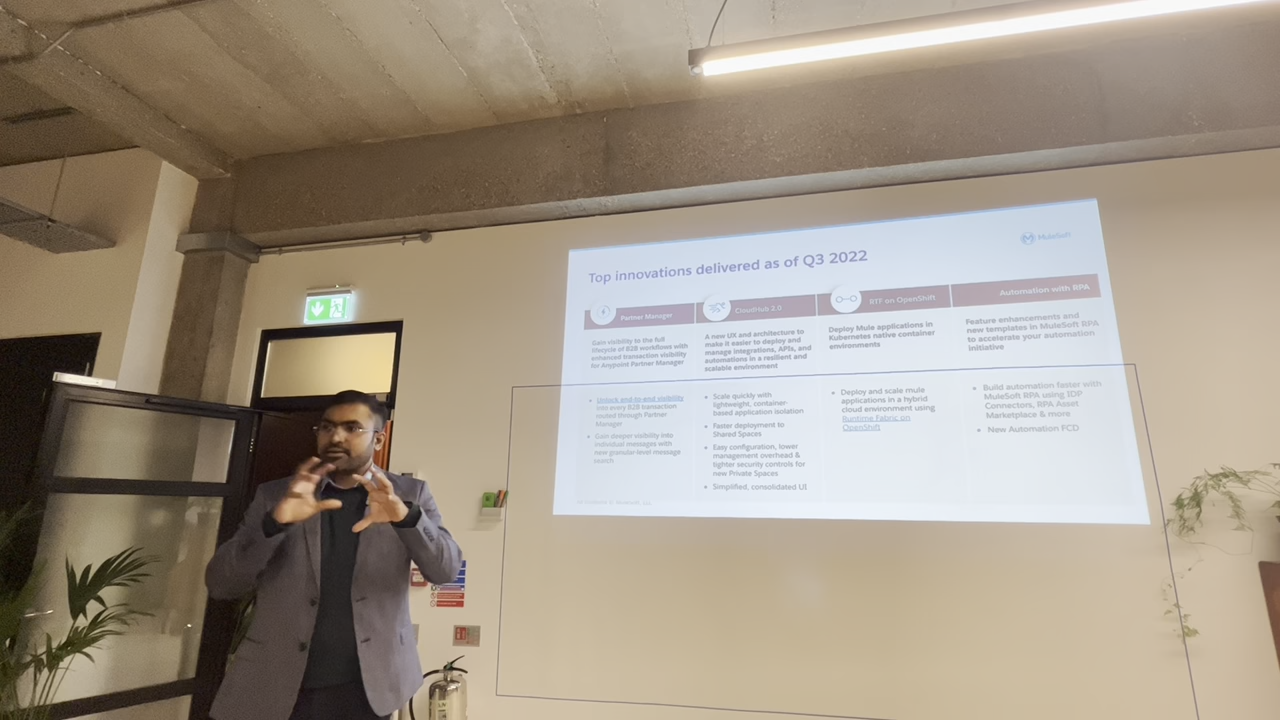 MuleSoft
Top innovations delivered as of Q3 2022
Partner Manager
Gain visibility to the full
lifecycle of B2B workflows with
enhanced transaction visibility
for Anypoint Partner Manager
Unlock end-to-end visibility
into every B2B transaction
routed through Partner
Manager
Gain deeper visibility into
individual messages with
new granular-level message
search
CloudHub 2.0
A new UX and architecture to
make it easier to deploy and
manage integrations, APIs, and
automations in a resilient and
scalable environment
Scale quickly with
lightweight, container-
based application isolation
Faster deployment to
Shared Spaces
Easy configuration, lower
management overhead &
tighter security controls for
new Private Spaces
Simplified, consolidated UI
RTF on OpenShift
Deploy Mule applications in
Kubernetes native container
environments
Deploy and scale mule
applications in a hybrid
cloud environment using
Runtime Fabric on
OpenShift
Automation with RPA
Feature enhancements and
new templates in MuleSoft RPA
to accelerate your automation
initiative
Build automation faster with
MuleSoft RPA using IDP
Connectors, RPA Asset
Marketplace & more
New Automation FCD